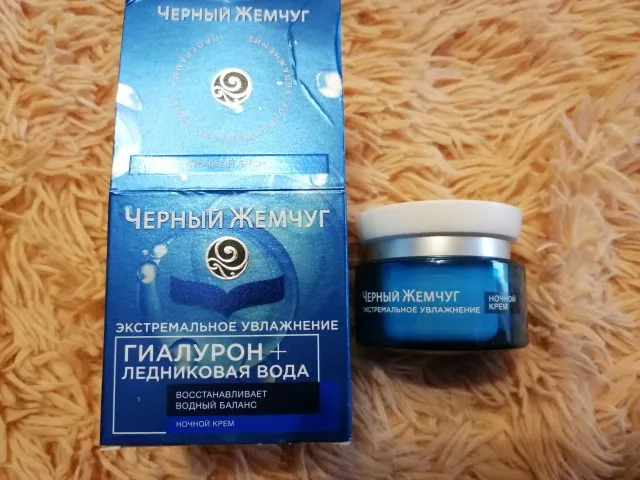 ЧЕРНЫЙ ЖЕМЧУГ
ЧЕРНЫЙ ЖЕМЧУГ
ЭКСТРЕМАЛЬНОЕ УВЛАЖНЕНИЕ
ГИАЛУРОН +
ЛЕДНИКОВАЯ ВОДА
ВОССТАНАВЛИВАЕТ
ВОДНЫЙ БАЛАНС
НОЧНОЙ КРЕМ
ЧЕРНЫЙ ЖЕМЧУГ
ЭКСТРЕМАЛЬНОЕ УВЛАЖНЕНИЕ
НОЧНОЙ
КРЕМ